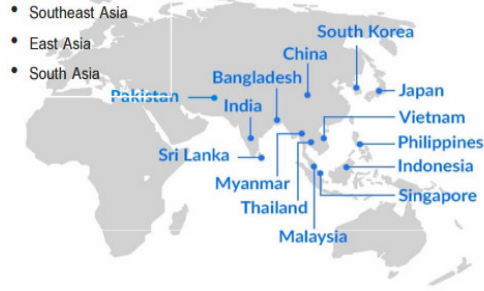 • Southeast Asia
• East Asia
• South Asia
South Korea
China
Bangladesh
Pakistan
India
Japan
Vietnam
Sri Lanka
Philippines
Indonesia
Myanmar
Singapore
Thailand
Malaysia